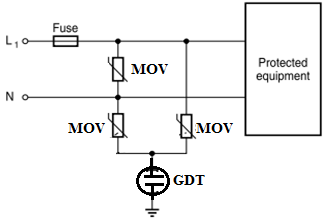 Fuse
L1
Protected
equipment
MOV
N
MOV
MOV
GDT